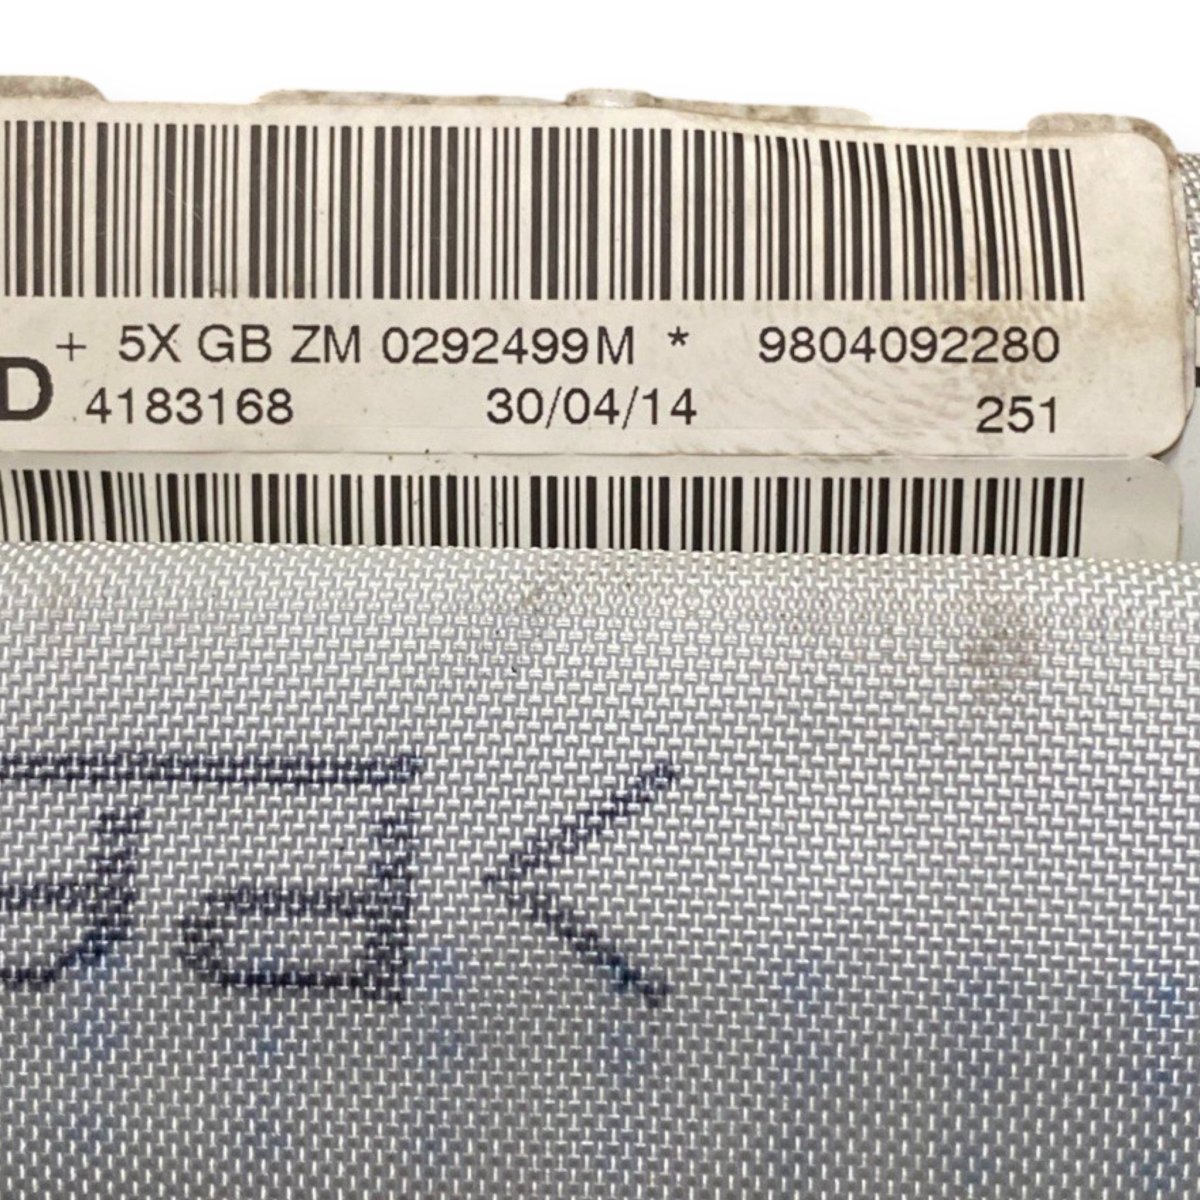 + 5X GB ZM 0292499M * 9804092280
D 4183168 30/04/14 251